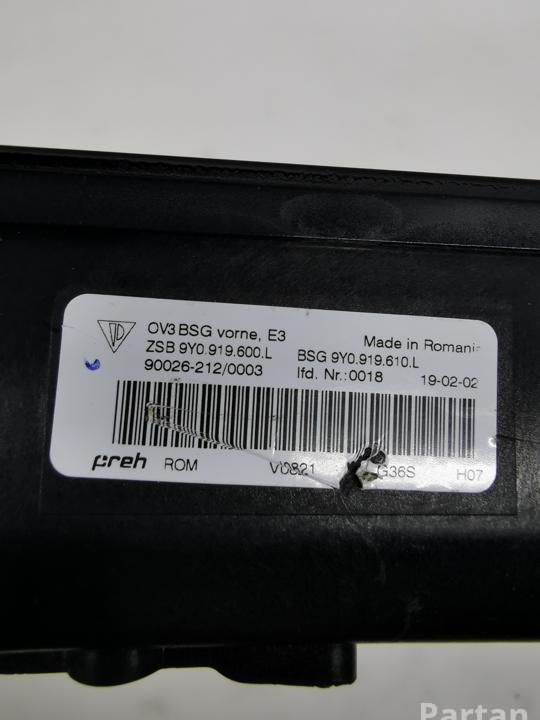 OV3 BSG vorne, E3
Made in Romania
ZSB 9Y0.919.600.L BSG 9Y0.919.610.L
90026-212/0003 lfd. Nr.:0018 19-02-02
preh ROM V0821 G36S H07
Partan